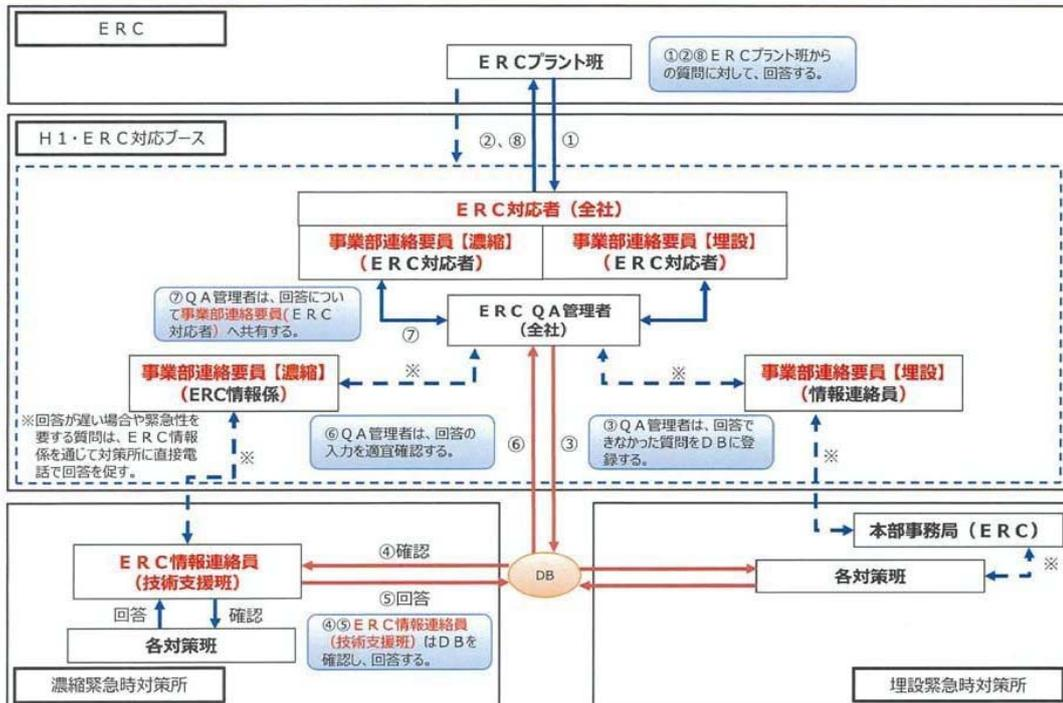 ERC
ERCプラント班
①②⑧ERCプラント班から
の質問に対して、回答する。
H1・ERC対応ブース
②、⑧
①
ERC対応者(全社)
事業部連絡要員【濃縮】
(ERC対応者)
事業部連絡要員【埋設】
(ERC対応者)
⑦QA管理者は、回答につい
て事業部連絡要員(ERC
対応者)へ共有する。
⑦
ERC QA管理者
(全社)
※
※
事業部連絡要員【濃縮】
(ERC情報係)
事業部連絡要員【埋設】
(情報連絡員)
※回答が遅い場合や緊急性を
要する質問は、ERC情報
係を通じて対策所に直接電
話で回答を促す。
※
⑥QA管理者は、回答の
入力を適宜確認する。
⑥
③
③QA管理者は、回答で
きなかった質問をDBに登
録する。
※
ERC情報連絡員
(技術支援班)
④確認
DB
⑤回答
本部事務局(ERC)
各対策班
※
回答
確認
各対策班
④⑤ERC情報連絡員
(技術支援班)はDBを
確認し、回答する。
濃縮緊急時対策所
埋設緊急時対策所